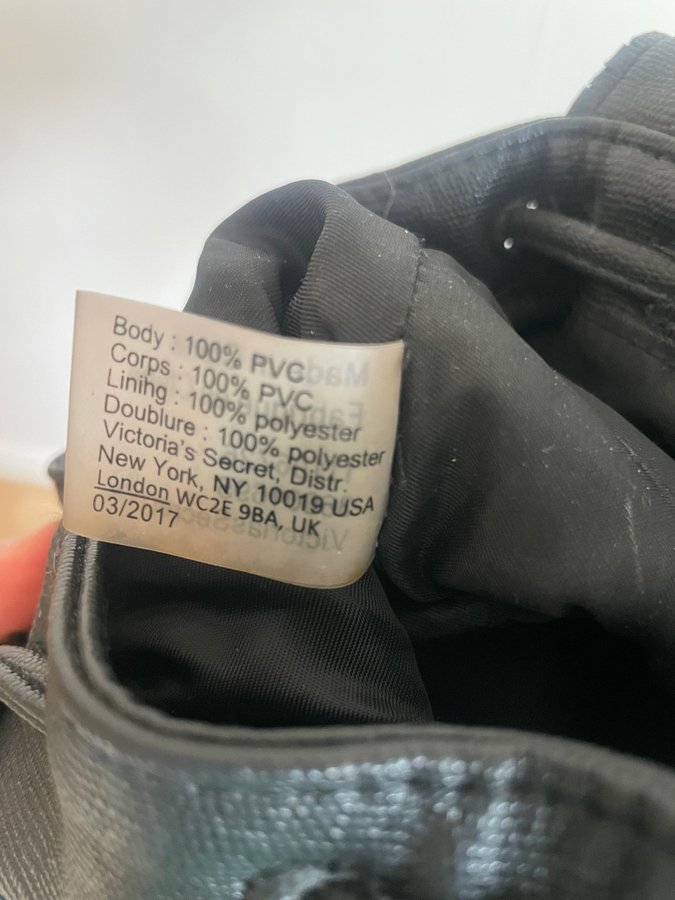 Body : 100% PVC
Corps : 100% PVC
Linihg : 100% polyester
Doublure : 100% polyester
Victoria's Secret, Distr.
New York, NY 10019 USA
London WC2E 9BA, UK
03/2017